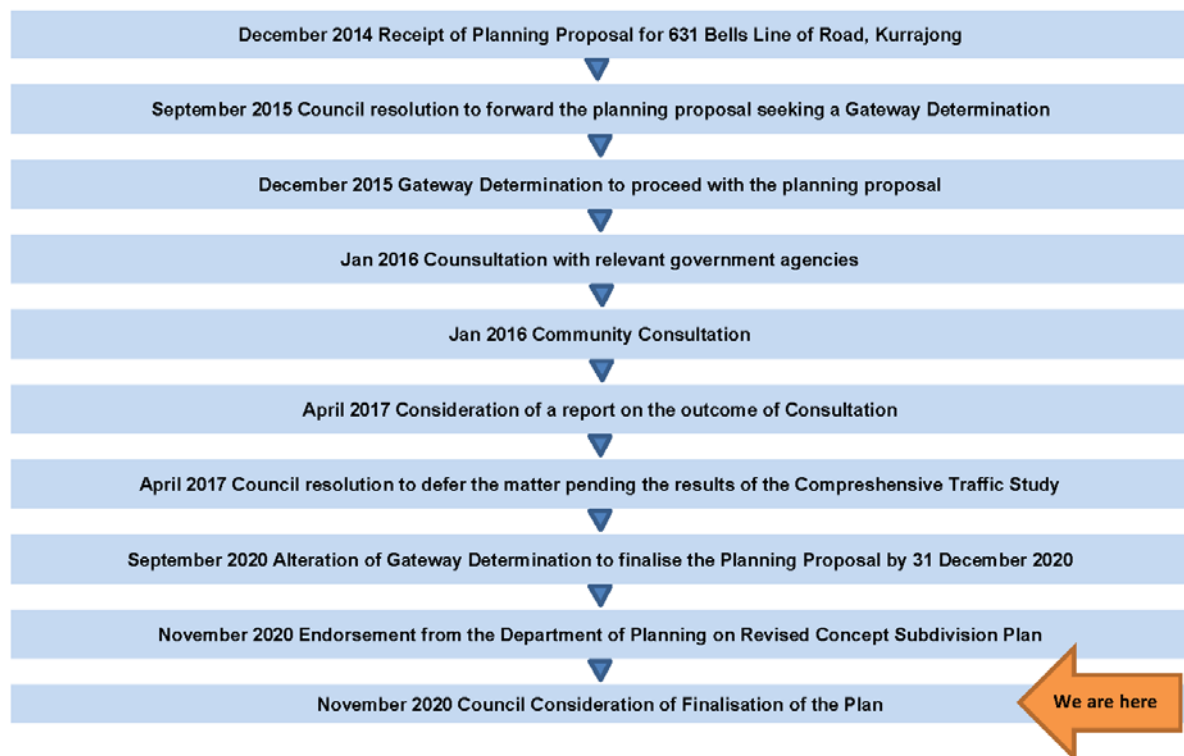 December 2014 Receipt of Planning Proposal for 631 Bells Line of Road, Kurrajong
September 2015 Council resolution to forward the planning proposal seeking a Gateway Determination
December 2015 Gateway Determination to proceed with the planning proposal
Jan 2016 Counsultation with relevant government agencies
Jan 2016 Community Consultation
April 2017 Consideration of a report on the outcome of Consultation
April 2017 Council resolution to defer the matter pending the results of the Compreshensive Traffic Study
September 2020 Alteration of Gateway Determination to finalise the Planning Proposal by 31 December 2020
November 2020 Endorsement from the Department of Planning on Revised Concept Subdivision Plan
November 2020 Council Consideration of Finalisation of the Plan
We are here